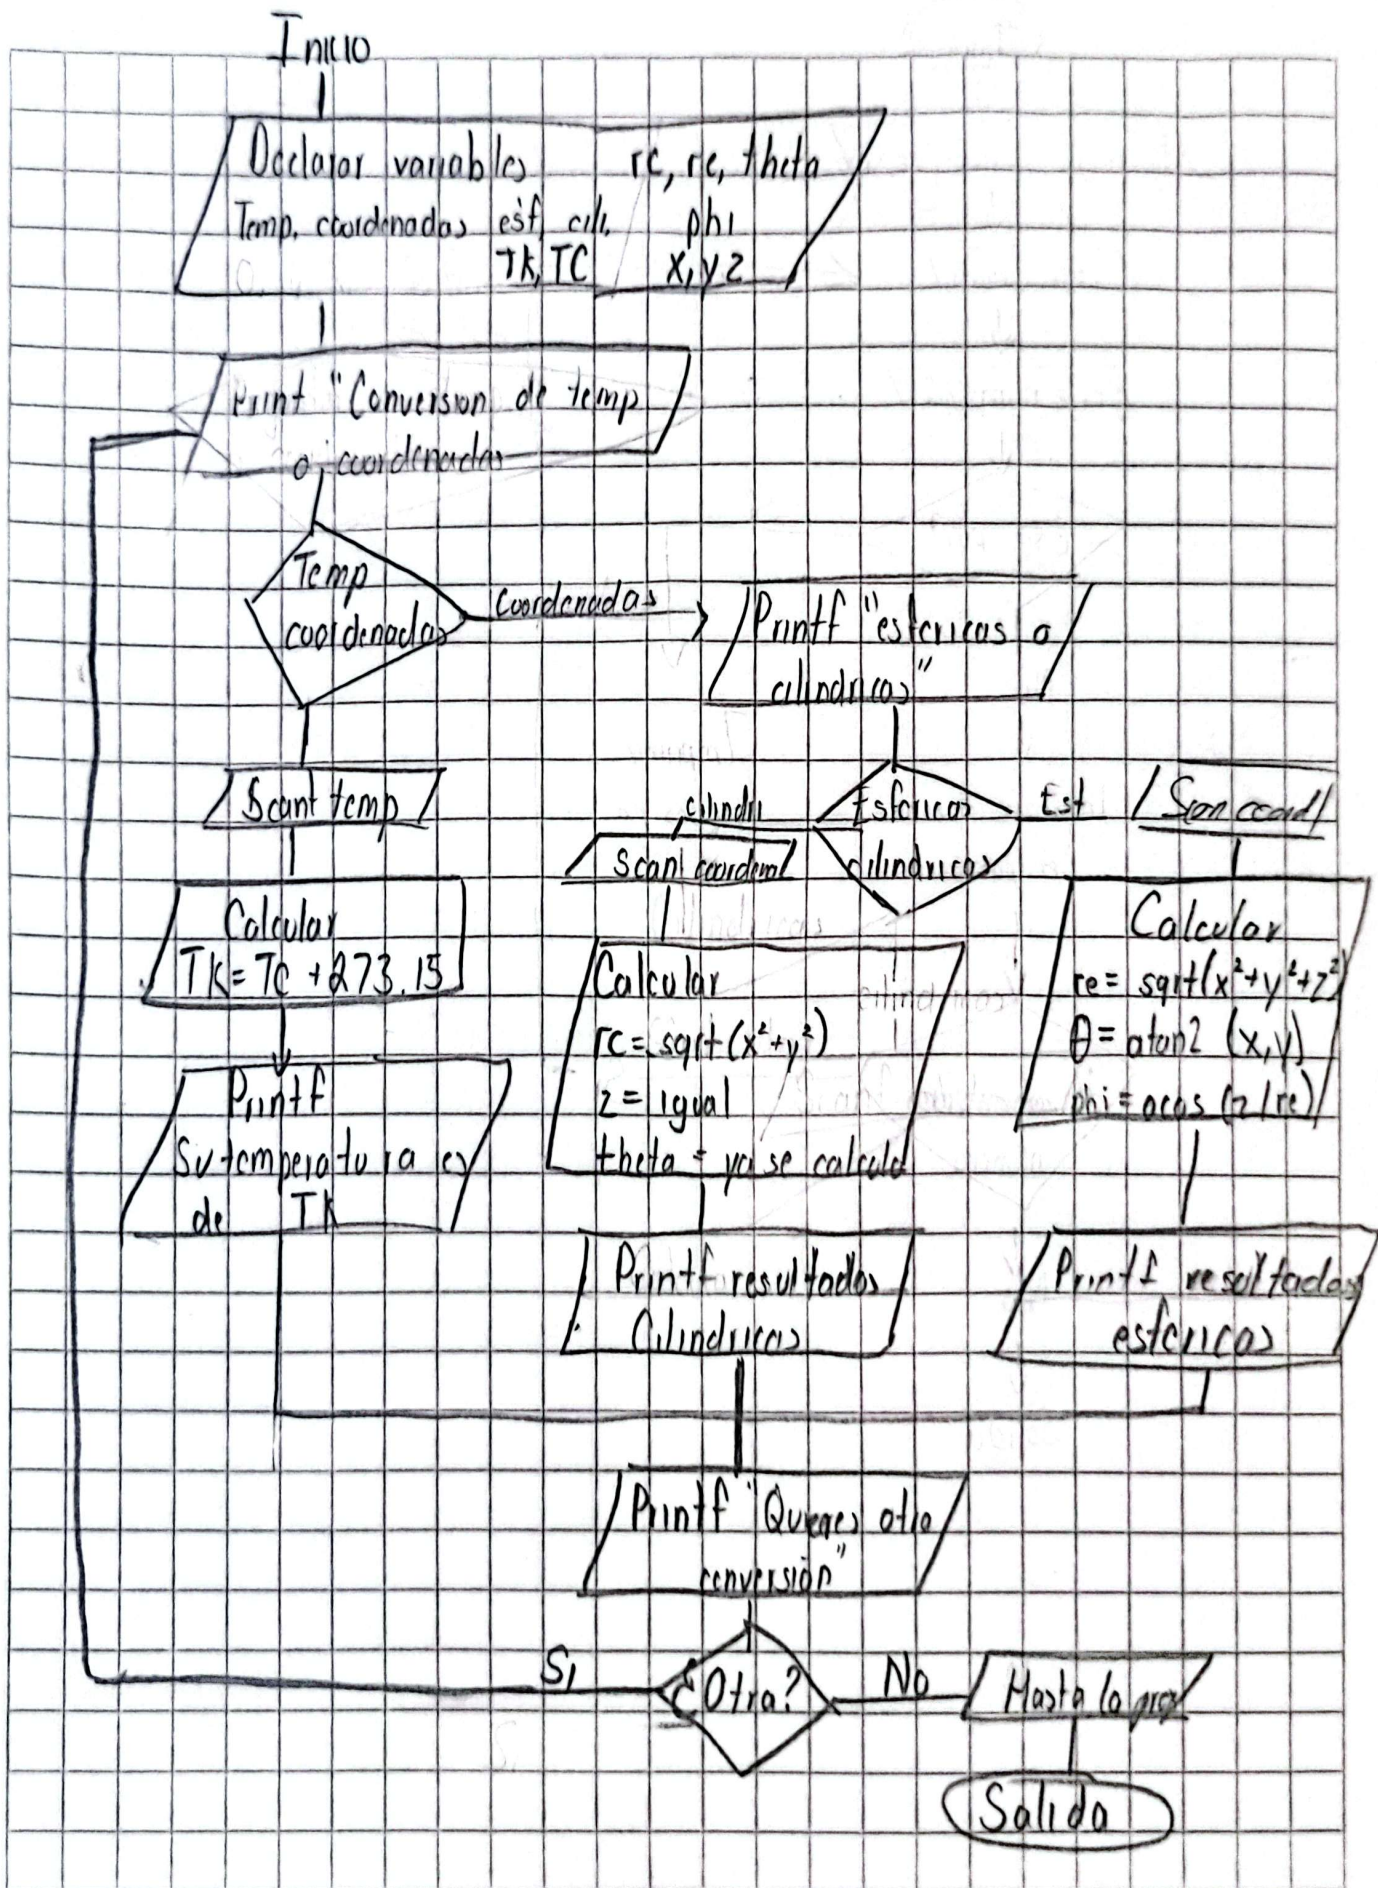 Inicio
Declarar variables rc, re, theta
Temp. coordenadas esf, cili, phi
TK, TC x, y z
Print "Conversion de temp
o coordenadas
Temp
coordenadas
coordenadas
Printf "esfericas o
cilindricas"
Scanf temp
cilindri
Esfericas
cilindricas
Esf
Scan coord
Scanf coordena
Calcular
TK = TC + 273.15
Calcular
rc = sqrt (x²+y²)
z = igual
theta = ya se calculo
Calcular
re = sqrt(x²+y²+z²)
θ = atan2 (x,y)
phi = acos (z/re)
Printf
Su temperatura es
de TK
Printf resultados
Cilindricas
Printf resultados
esfericas
Printf "Quieres otra
conversión"
Si
¿Otra?
No
Hasta la prox
Salida